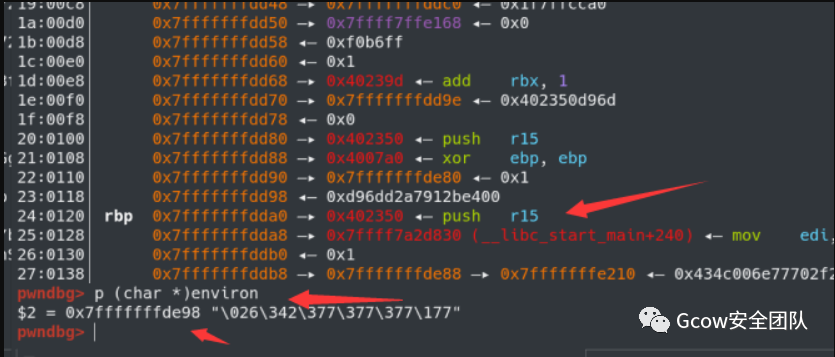 19:00c8│ 0x7fffffffdd48 —▸ 0x7fffffffddc0 ◂— 0x1f7ffcca0
1a:00d0│ 0x7fffffffdd50 —▸ 0x7ffff7ffe168 ◂— 0x0
1b:00d8│ 0x7fffffffdd58 ◂— 0xf0b6ff
1c:00e0│ 0x7fffffffdd60 ◂— 0x1
1d:00e8│ 0x7fffffffdd68 —▸ 0x40239d ◂— add rbx, 1
1e:00f0│ 0x7fffffffdd70 —▸ 0x7fffffffdd9e ◂— 0x402350d96d
1f:00f8│ 0x7fffffffdd78 ◂— 0x0
20:0100│ 0x7fffffffdd80 —▸ 0x402350 ◂— push r15
21:0108│ 0x7fffffffdd88 —▸ 0x4007a0 ◂— xor ebp, ebp
22:0110│ 0x7fffffffdd90 —▸ 0x7fffffffde80 ◂— 0x1
23:0118│ 0x7fffffffdd98 ◂— 0xd96dd2a7912be400
24:0120│ rbp 0x7fffffffdda0 —▸ 0x402350 ◂— push r15
25:0128│ 0x7fffffffdda8 —▸ 0x7ffff7a2d830 (__libc_start_main+240) ◂— mov edi,
26:0130│ 0x7fffffffddb0 ◂— 0x1
27:0138│ 0x7fffffffddb8 —▸ 0x7fffffffde88 —▸ 0x7fffffffe210 ◂— 0x434c006e77702f2
pwndbg> p (char *)environ
$2 = 0x7fffffffde98 "\026\342\377\377\377\177"
pwndbg>
Gcow安全团队